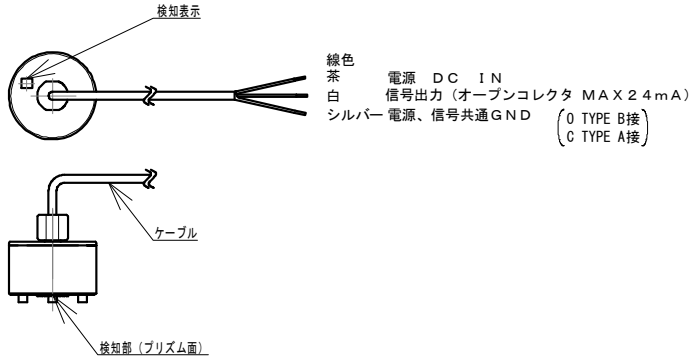 検知表示
線色
茶 電源 DC IN
白 信号出力（オープンコレクタ MAX24mA）
シルバー 電源、信号共通GND
O TYPE B接
C TYPE A接
ケーブル
検知部（プリズム面）